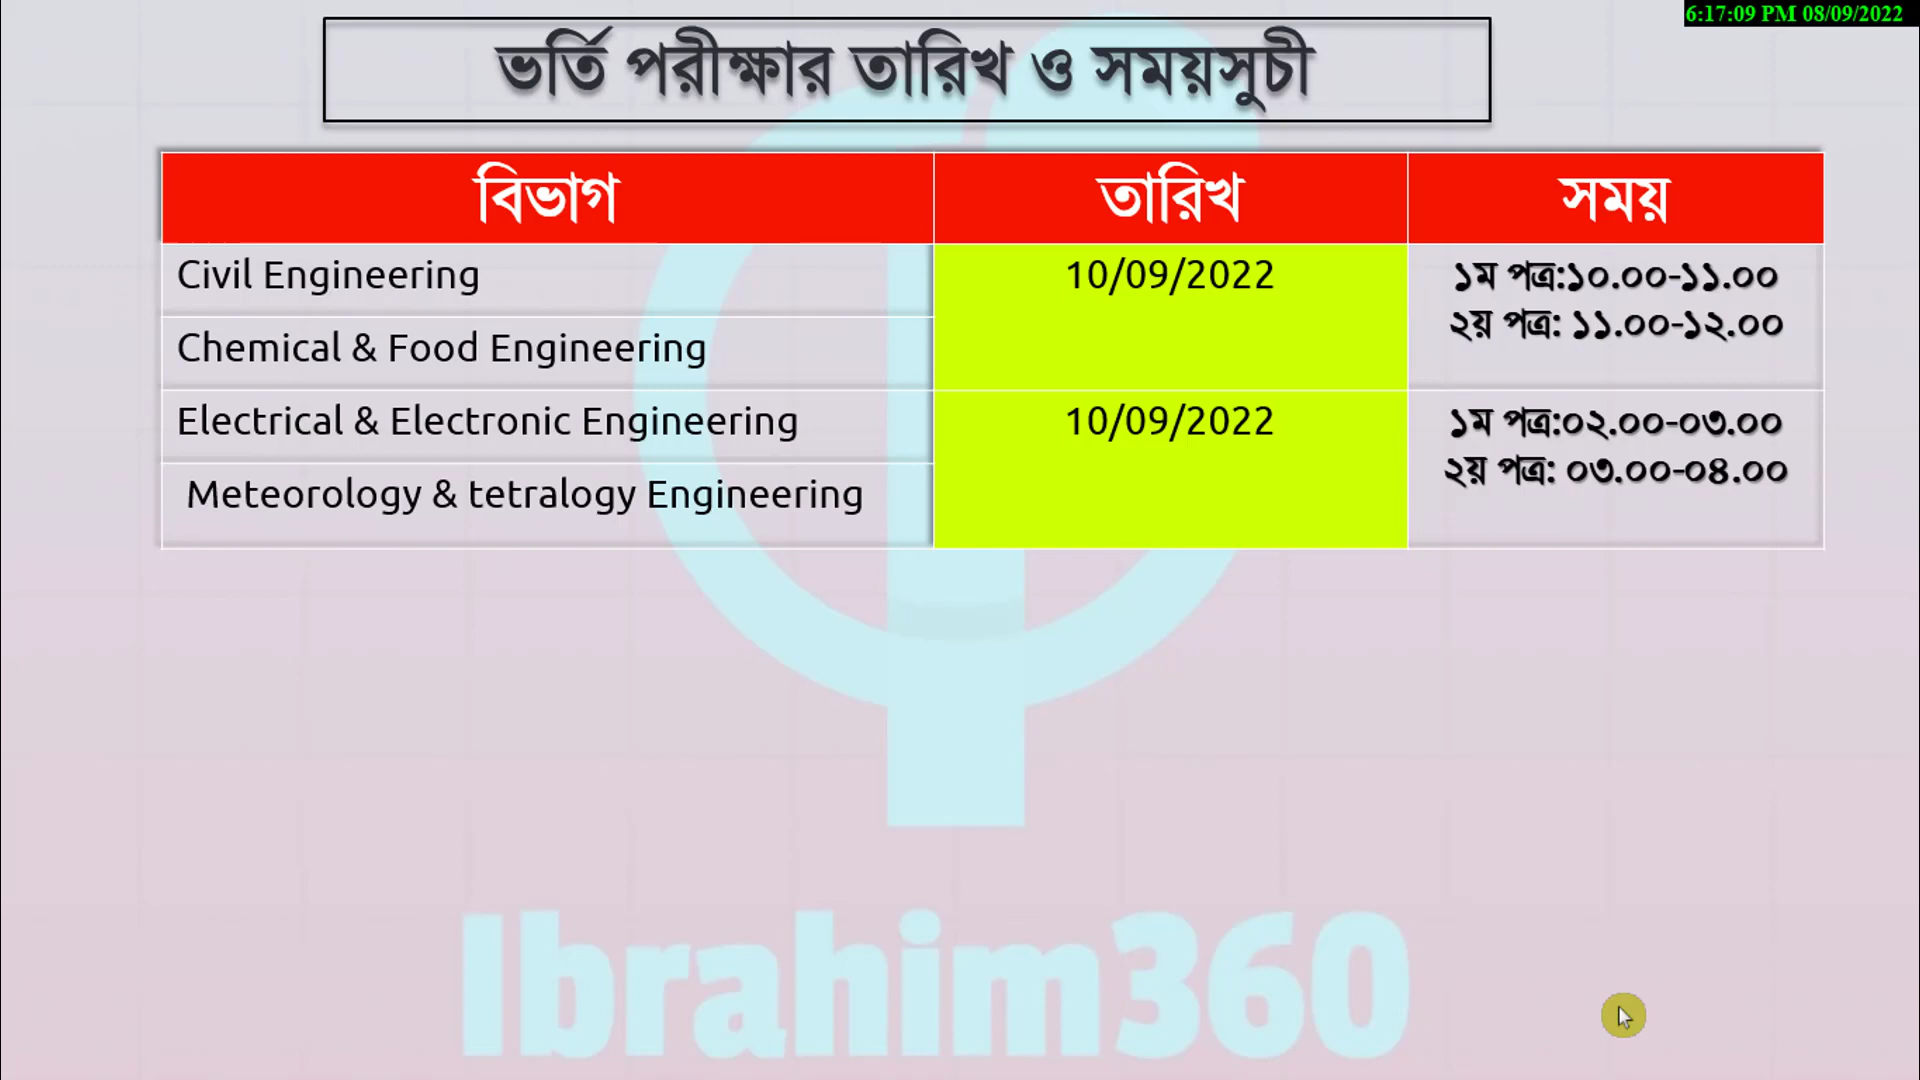 6:17:09 PM 08/09/2022
ভর্তি পরীক্ষার তারিখ ও সময়সুচী
বিভাগ তারিখ সময়
Civil Engineering 10/09/2022 ১ম পত্র:১০.০০-১১.০০
২য় পত্র: ১১.০০-১২.০০
Chemical & Food Engineering
Electrical & Electronic Engineering 10/09/2022 ১ম পত্র:০২.০০-০৩.০০
২য় পত্র: ০৩.০০-০৪.০০
Meteorology & tetralogy Engineering
Ibrahim360